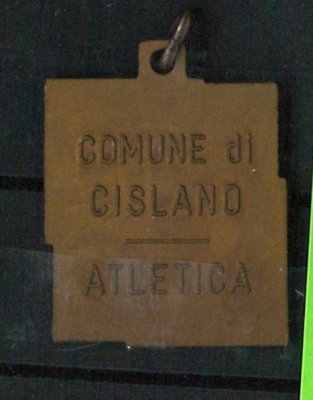 COMUNE di
CISLANO
ATLETICA